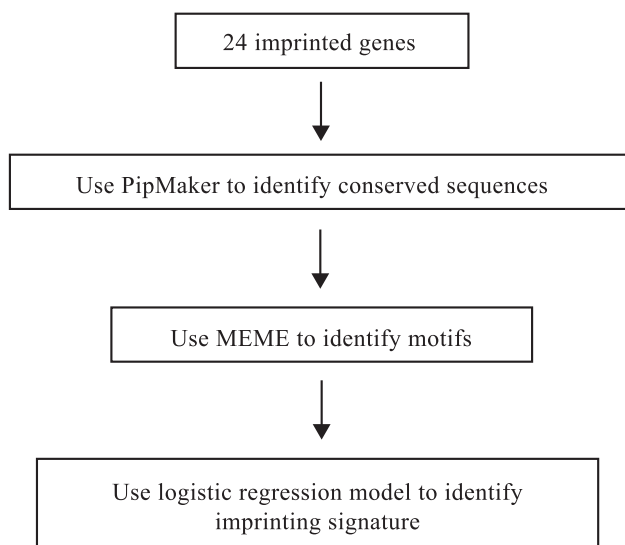 24 imprinted genes
Use PipMaker to identify conserved sequences
Use MEME to identify motifs
Use logistic regression model to identify
imprinting signature